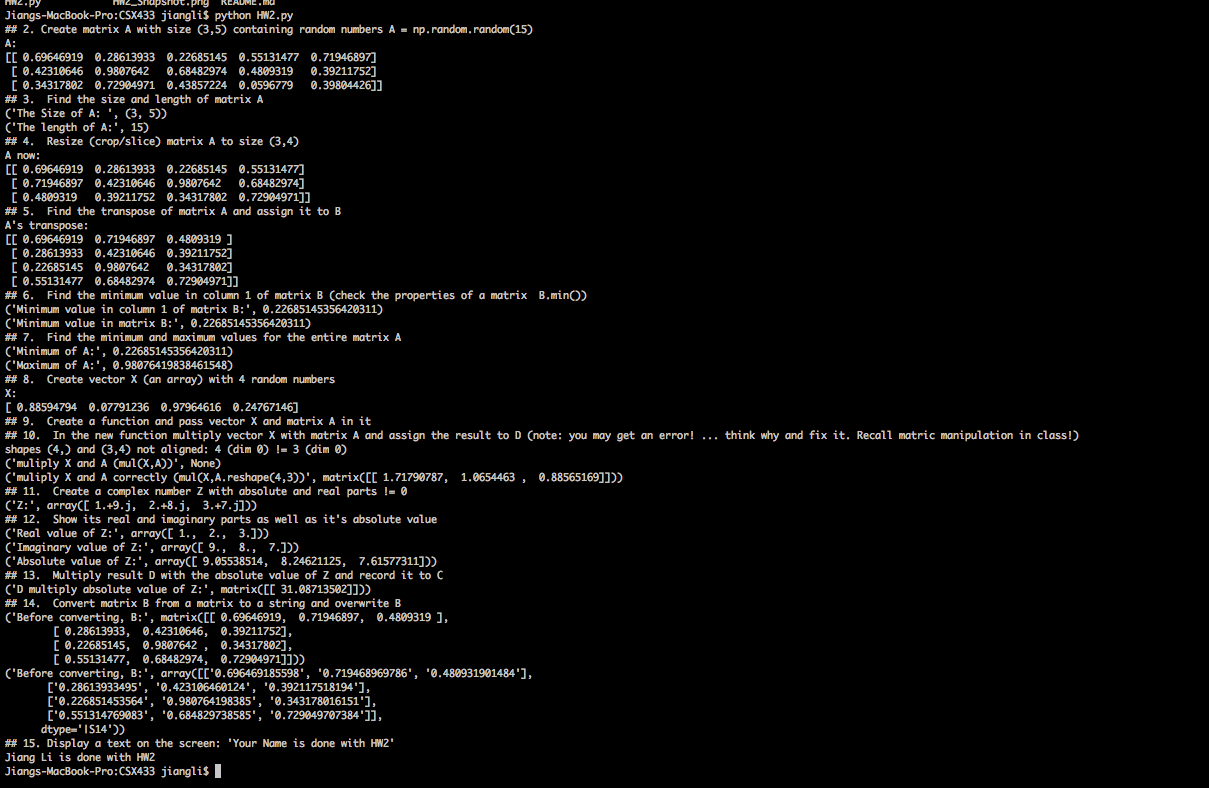 HW2.py HW2_Snapshot.png README.md
Jiangs-MacBook-Pro:CSX433 jiangli$ python HW2.py
## 2. Create matrix A with size (3,5) containing random numbers A = np.random.random(15)
A:
[[ 0.69646919  0.28613933  0.22685145  0.55131477  0.71946897]
 [ 0.42310646  0.9807642   0.68482974  0.4809319   0.39211752]
 [ 0.34317802  0.72904971  0.43857224  0.0596779   0.39804426]]
## 3.  Find the size and length of matrix A
('The Size of A: ', (3, 5))
('The length of A:', 15)
## 4.  Resize (crop/slice) matrix A to size (3,4)
A now:
[[ 0.69646919  0.28613933  0.22685145  0.55131477]
 [ 0.71946897  0.42310646  0.9807642   0.68482974]
 [ 0.4809319   0.39211752  0.34317802  0.72904971]]
## 5.  Find the transpose of matrix A and assign it to B
A's transpose:
[[ 0.69646919  0.71946897  0.4809319 ]
 [ 0.28613933  0.42310646  0.39211752]
 [ 0.22685145  0.9807642   0.34317802]
 [ 0.55131477  0.68482974  0.72904971]]
## 6.  Find the minimum value in column 1 of matrix B (check the properties of a matrix  B.min())
('Minimum value in column 1 of matrix B:', 0.22685145356420311)
('Minimum value in matrix B:', 0.22685145356420311)
## 7.  Find the minimum and maximum values for the entire matrix A
('Minimum of A:', 0.22685145356420311)
('Maximum of A:', 0.98076419838461548)
## 8.  Create vector X (an array) with 4 random numbers
X:
[ 0.88594794  0.07791236  0.97964616  0.24767146]
## 9.  Create a function and pass vector X and matrix A in it
## 10.  In the new function multiply vector X with matrix A and assign the result to D (note: you may get an error! ... think why and fix it. Recall matric manipulation in class!)
shapes (4,) and (3,4) not aligned: 4 (dim 0) != 3 (dim 0)
('muliply X and A (mul(X,A))', None)
('muliply X and A correctly (mul(X,A.reshape(4,3))', matrix([[ 1.71790787,  1.0654463 ,  0.88565169]]))
## 11.  Create a complex number Z with absolute and real parts != 0
('Z:', array([ 1.+9.j,  2.+8.j,  3.+7.j]))
## 12.  Show its real and imaginary parts as well as it's absolute value
('Real value of Z:', array([ 1.,  2.,  3.]))
('Imaginary value of Z:', array([ 9.,  8.,  7.]))
('Absolute value of Z:', array([ 9.05538514,  8.24621125,  7.61577311]))
## 13.  Multiply result D with the absolute value of Z and record it to C
('D multiply absolute value of Z:', matrix([[ 31.08713502]]))
## 14.  Convert matrix B from a matrix to a string and overwrite B
('Before converting, B:', matrix([[ 0.69646919,  0.71946897,  0.4809319 ],
        [ 0.28613933,  0.42310646,  0.39211752],
        [ 0.22685145,  0.9807642 ,  0.34317802],
        [ 0.55131477,  0.68482974,  0.72904971]]))
('Before converting, B:', array([['0.696469185598', '0.719468969786', '0.480931901484'],
       ['0.28613933495', '0.423106460124', '0.392117518194'],
       ['0.226851453564', '0.980764198385', '0.343178016151'],
       ['0.551314769083', '0.684829738585', '0.729049707384']],
      dtype='|S14'))
## 15. Display a text on the screen: 'Your Name is done with HW2'
Jiang Li is done with HW2
Jiangs-MacBook-Pro:CSX433 jiangli$